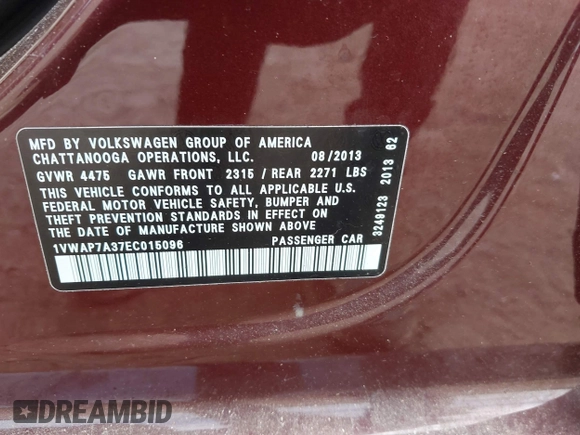 MFD BY VOLKSWAGEN GROUP OF AMERICA
CHATTANOOGA OPERATIONS, LLC. 08/2013
GVWR 4475 GAWR FRONT 2315 / REAR 2271 LBS
THIS VEHICLE CONFORMS TO ALL APPLICABLE U.S.
FEDERAL MOTOR VEHICLE SAFETY, BUMPER AND
THEFT PREVENTION STANDARDS IN EFFECT ON
THE DATE OF MANUFACTURE SHOWN ABOVE
1VWAP7A37EC015096 PASSENGER CAR
3249123 2013 62
DREAMBID